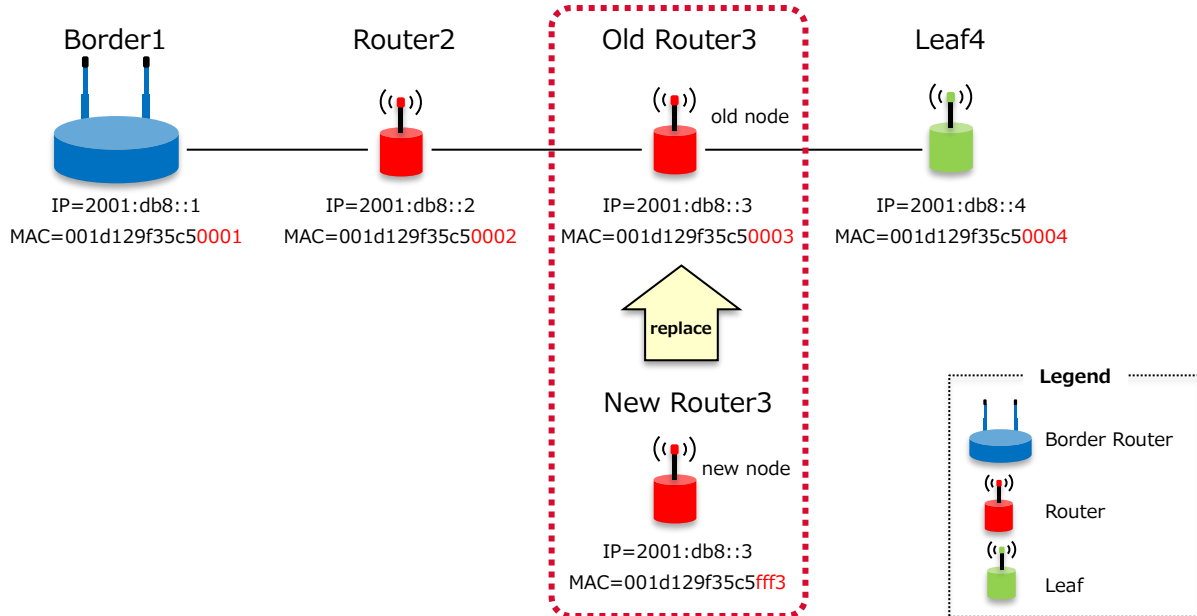 Border1
Router2
Old Router3
Leaf4
old node
IP=2001:db8::1
MAC=001d129f35c50001
IP=2001:db8::2
MAC=001d129f35c50002
IP=2001:db8::3
MAC=001d129f35c50003
IP=2001:db8::4
MAC=001d129f35c50004
replace
New Router3
new node
IP=2001:db8::3
MAC=001d129f35c5fff3
Legend
Border Router
Router
Leaf